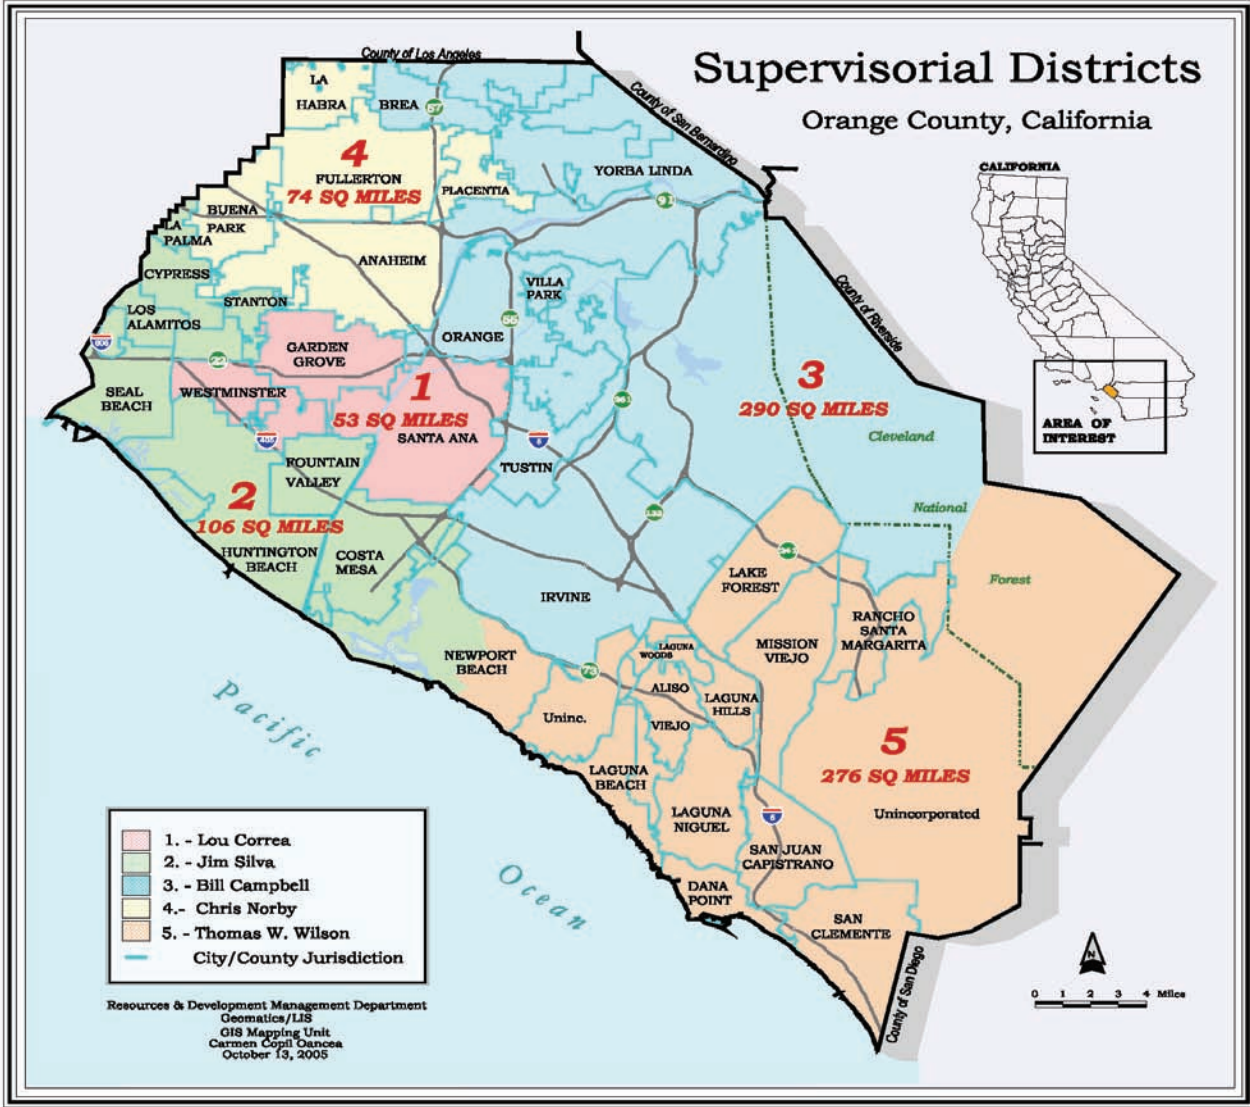 Supervisorial Districts
Orange County, California
County of Los Angeles
County of San Bernardino
County of Riverside
County of San Diego
CALIFORNIA
AREA OF
INTEREST
LA
HABRA
BREA
57
4
FULLERTON
74 SQ MILES
PLACENTIA
YORBA LINDA
91
BUENA
PARK
LA
PALMA
ANAHEIM
CYPRESS
STANTON
VILLA
PARK
LOS
ALAMITOS
55
ORANGE
605
22
GARDEN
GROVE
3
290 SQ MILES
Cleveland
SEAL
BEACH
WESTMINSTER
1
53 SQ MILES
SANTA ANA
261
405
5
TUSTIN
FOUNTAIN
VALLEY
2
106 SQ MILES
National
133
HUNTINGTON
BEACH
COSTA
MESA
241
LAKE
FOREST
Forest
IRVINE
RANCHO
SANTA
MARGARITA
MISSION
VIEJO
NEWPORT
BEACH
LAGUNA
WOODS
73
ALISO
VIEJO
LAGUNA
HILLS
Uninc.
5
276 SQ MILES
Unincorporated
LAGUNA
BEACH
LAGUNA
NIGUEL
5
SAN JUAN
CAPISTRANO
DANA
POINT
SAN
CLEMENTE
Pacific
Ocean
1. - Lou Correa
2. - Jim Silva
3. - Bill Campbell
4.- Chris Norby
5. - Thomas W. Wilson
City/County Jurisdiction
Resources & Development Management Department
Geomatics/LIS
GIS Mapping Unit
Carmen Copil Oancea
October 13, 2005
N
0 1 2 3 4 Miles